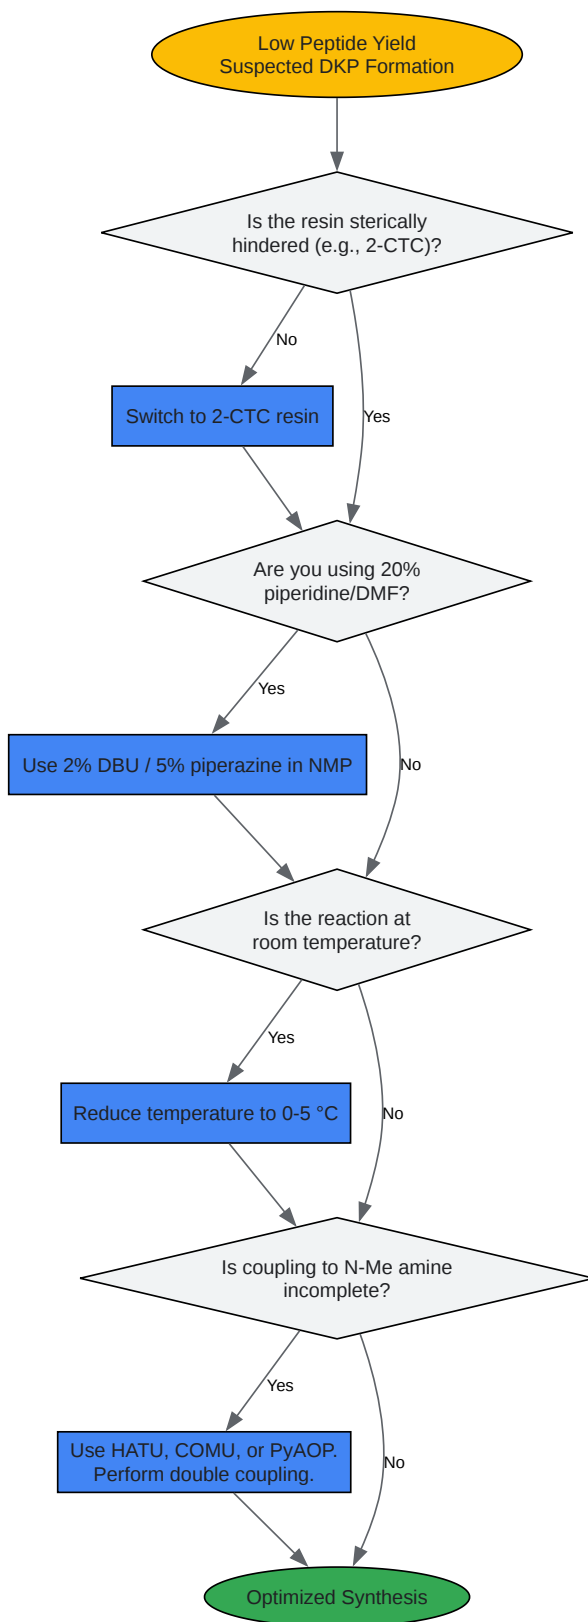 Low Peptide Yield
Suspected DKP Formation
Is the resin sterically
hindered (e.g., 2-CTC)?
No
Switch to 2-CTC resin
Yes
Are you using 20%
piperidine/DMF?
Yes
Use 2% DBU / 5% piperazine in NMP
No
Is the reaction at
room temperature?
Yes
Reduce temperature to 0-5 °C
No
Is coupling to N-Me amine
incomplete?
Yes
Use HATU, COMU, or PyAOP.
Perform double coupling.
No
Optimized Synthesis